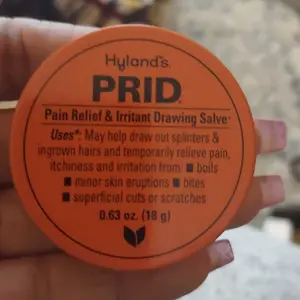 Hyland's
PRID
Pain Relief & Irritant Drawing Salve*
Uses*: May help draw out splinters &
ingrown hairs and temporarily relieve pain,
itchiness and irritation from: ■ boils
■ minor skin eruptions ■ bites
■ superficial cuts or scratches
0.63 oz. (18 g)